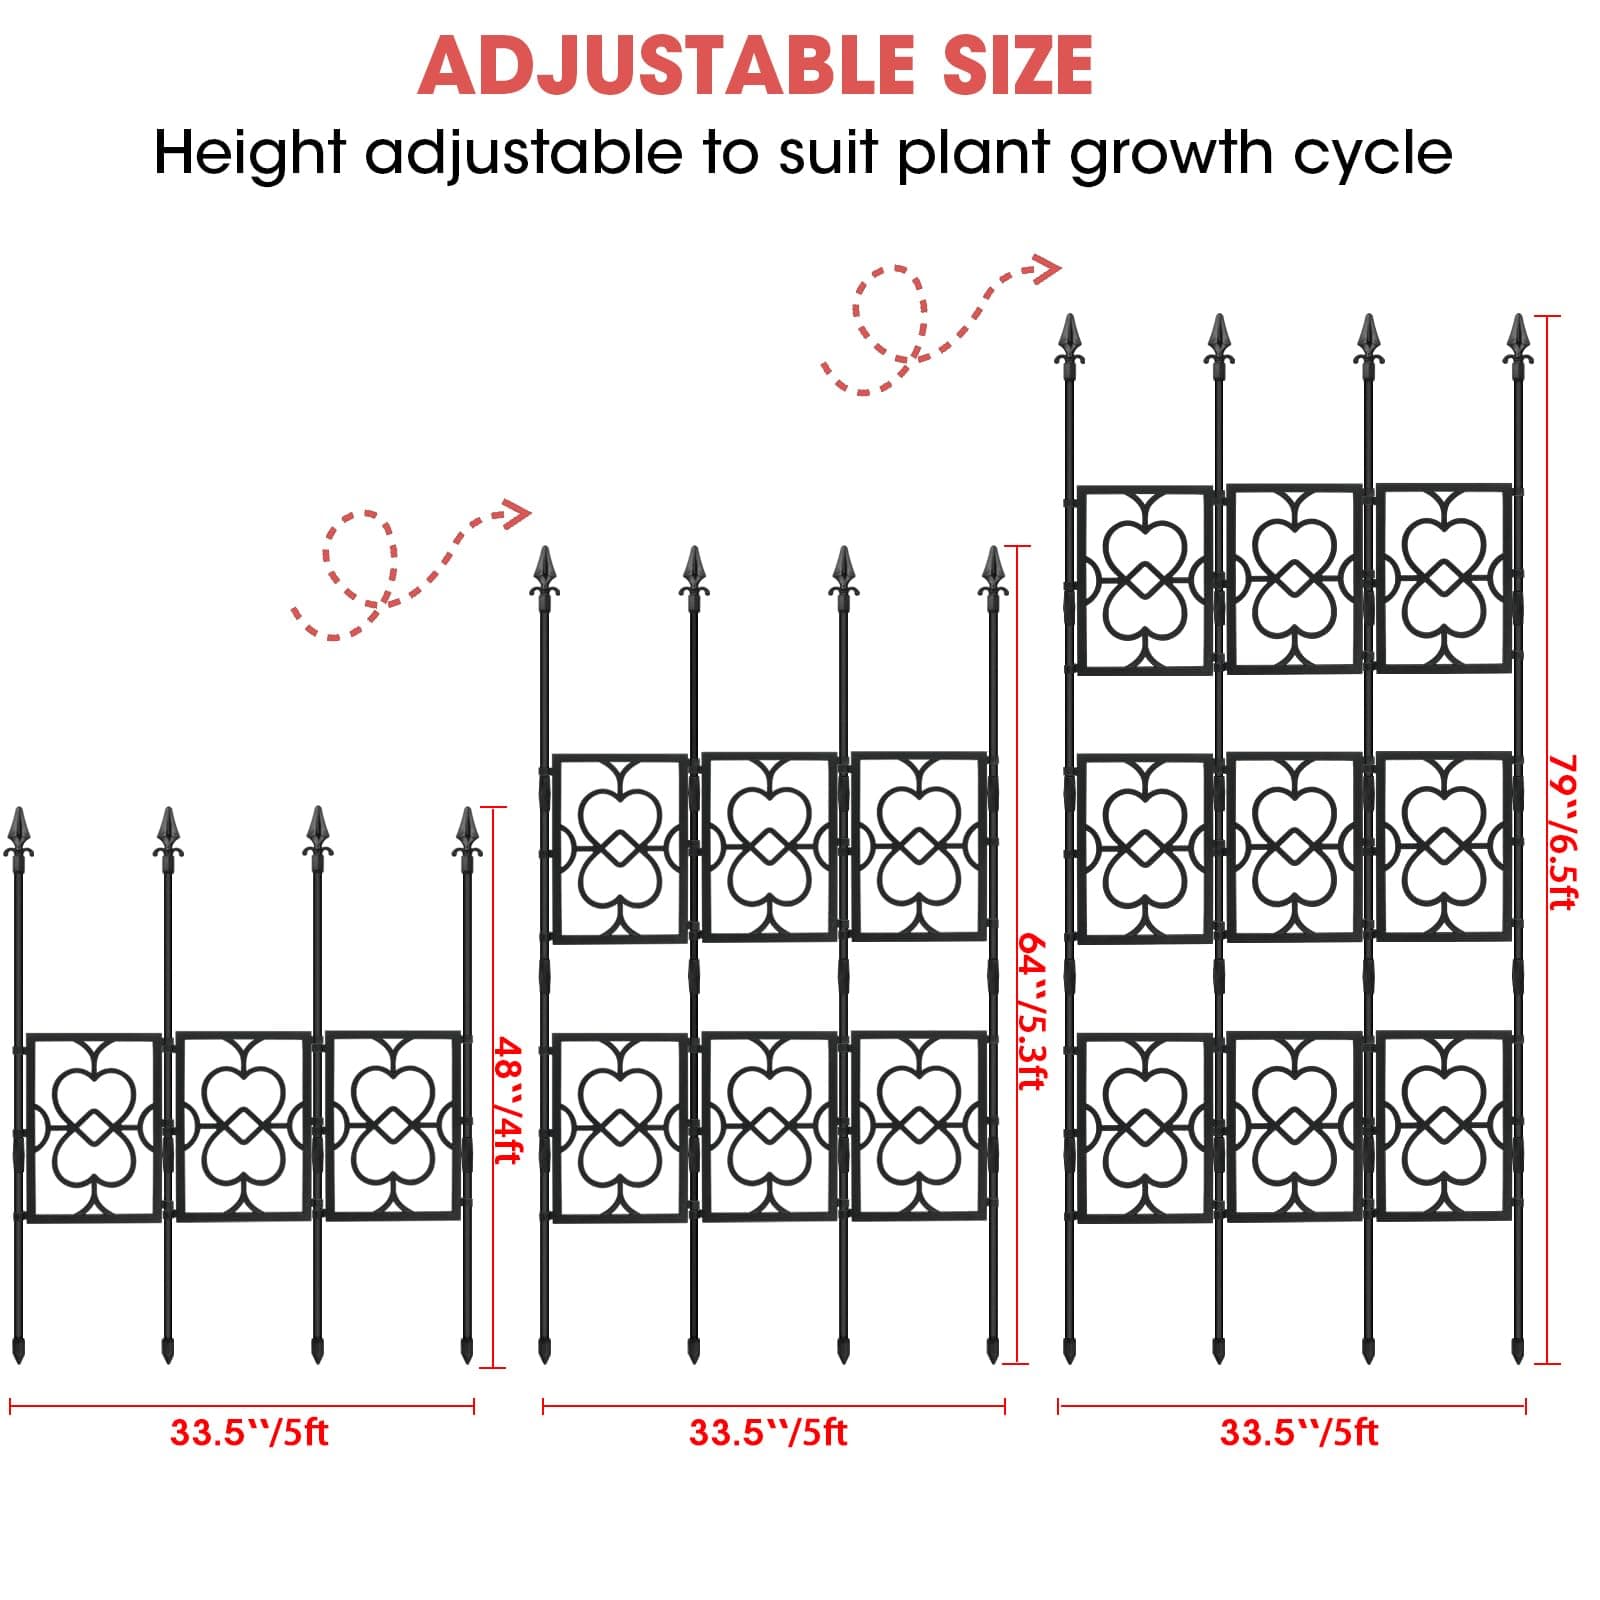 ADJUSTABLE SIZE
Height adjustable to suit plant growth cycle
48‘‘/4ft
64‘‘/5.3ft
79‘‘/6.5ft
33.5‘‘/5ft
33.5‘‘/5ft
33.5‘‘/5ft